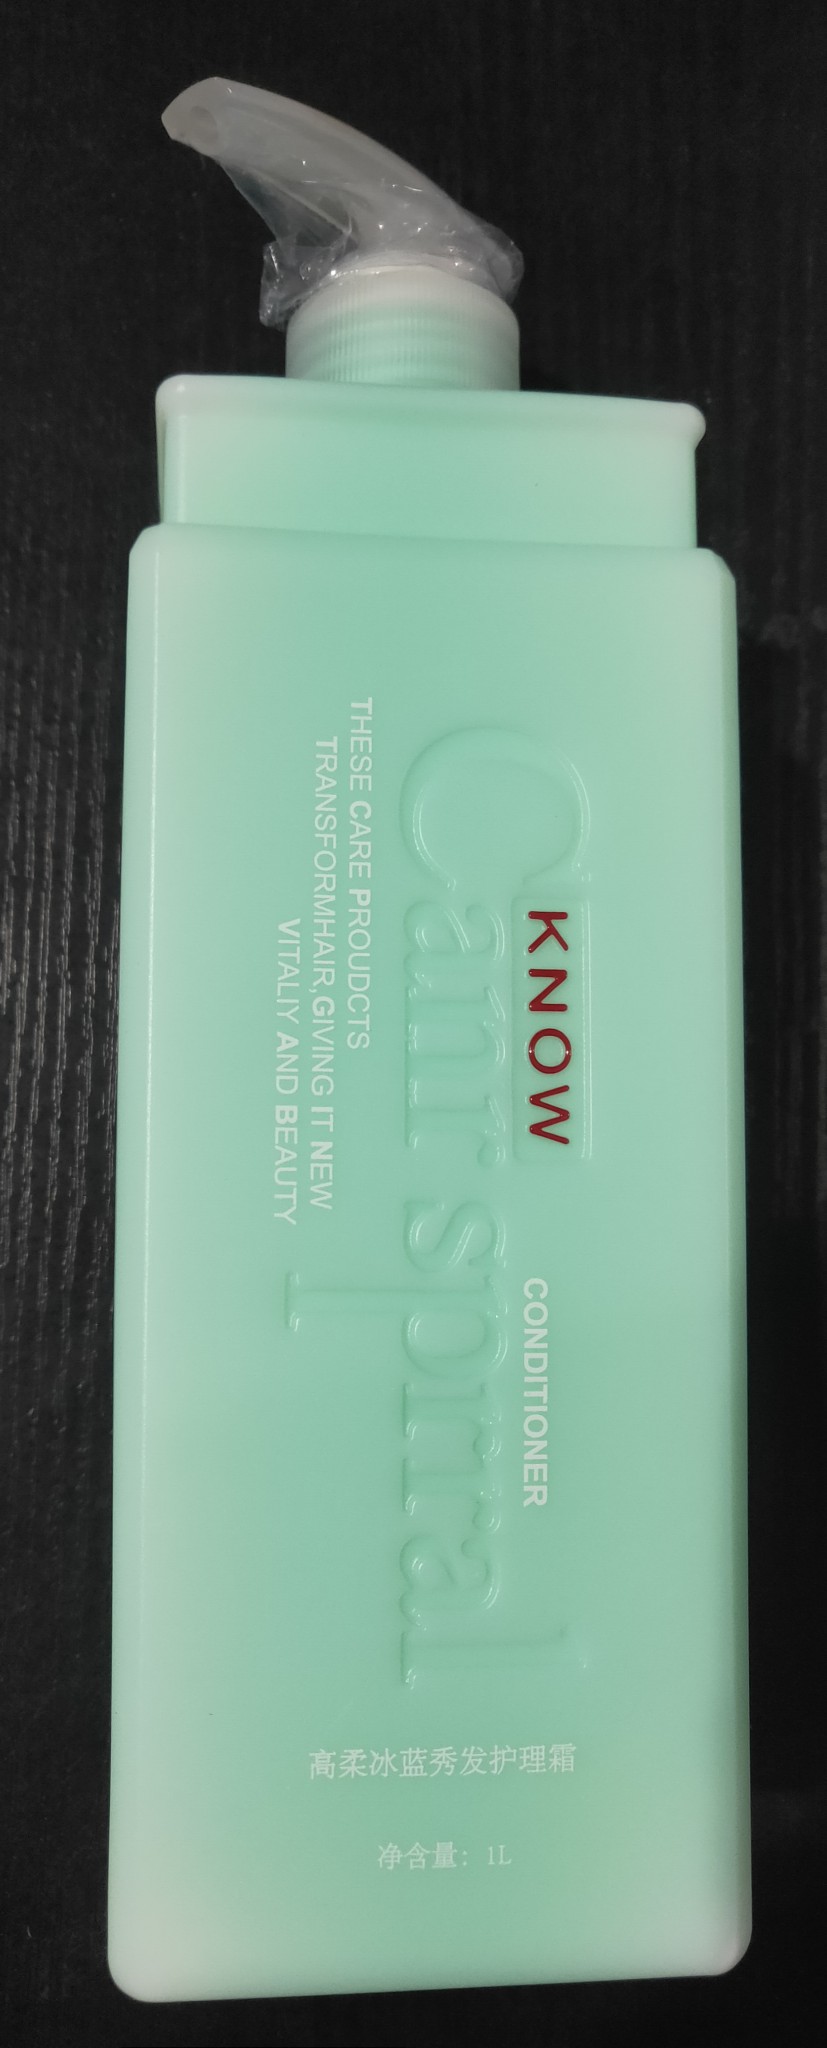 KNOW
Canr sprral
CONDITIONER
THESE CARE PROUDCTS
TRANSFORMHAIR,GIVING IT NEW
VITALIY AND BEAUTY
高柔冰蓝秀发护理霜
净含量: 1L